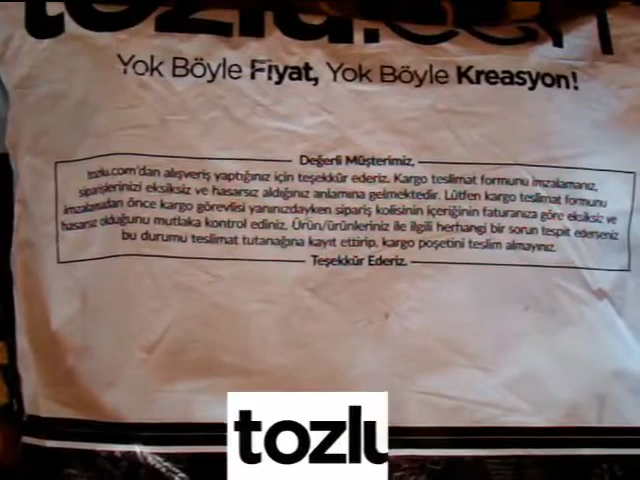 tozlu.com
Yok Böyle Fiyat, Yok Böyle Kreasyon!
Değerli Müşterimiz,
tozlu.com'dan alışveriş yaptığınız için teşekkür ederiz. Kargo teslimat formunu imzalamanız,
siparişlerinizi eksiksiz ve hasarsız aldığınız anlamına gelmektedir. Lütfen kargo teslimat formunu
imzalamadan önce kargo görevlisi yanınızdayken sipariş kolisinin içeriğinin faturanıza göre eksiksiz ve
hasarsız olduğunu mutlaka kontrol ediniz. Ürün/ürünleriniz ile ilgili herhangi bir sorun tespit ederseniz
bu durumu teslimat tutanağına kayıt ettirip, kargo poşetini teslim almayınız.
Teşekkür Ederiz.
tozlu